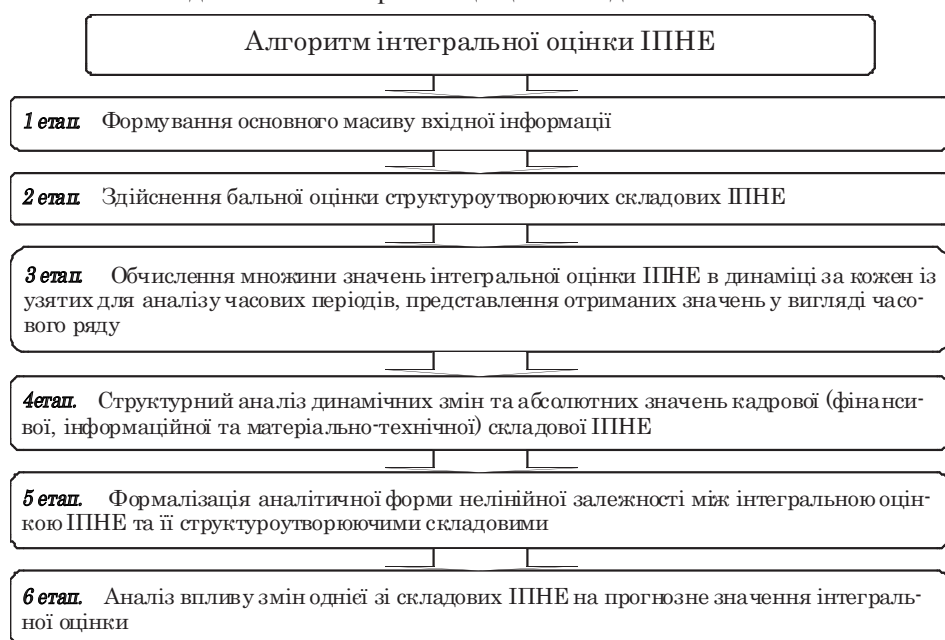 Алгоритм інтегральної оцінки ІПНЕ
1 етап. Формування основного масиву вхідної інформації
2 етап. Здійснення бальної оцінки структуроутворюючих складових ІПНЕ
3 етап. Обчислення множини значень інтегральної оцінки ІПНЕ в динаміці за кожен із
узятих для аналізу часових періодів, представлення отриманих значень у вигляді часо-
вого ряду
4етап. Структурний аналіз динамічних змін та абсолютних значень кадрової (фінанси-
вої, інформаційної та матеріально-технічної) складової ІПНЕ
5 етап. Формалізація аналітичної форми нелінійної залежності між інтегральною оцін-
кою ІПНЕ та її структуроутворюючими складовими
6 етап. Аналіз впливу змін однієї зі складових ІПНЕ на прогнозне значення інтеграль-
ної оцінки